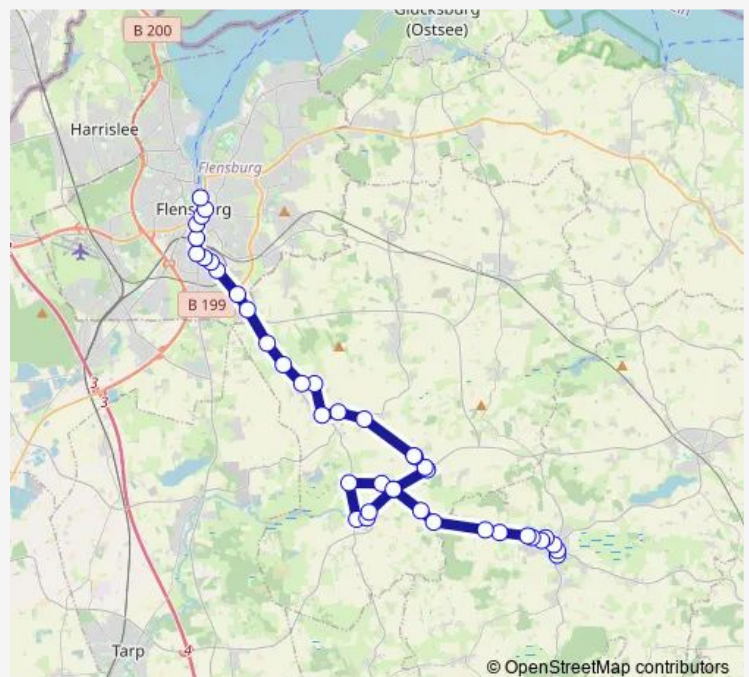 Glücksburg
(Ostsee)
B 200
Harrislee
Flensburg
Flensburg
B 199
3
3
Tarp
4
© OpenStreetMap contributors